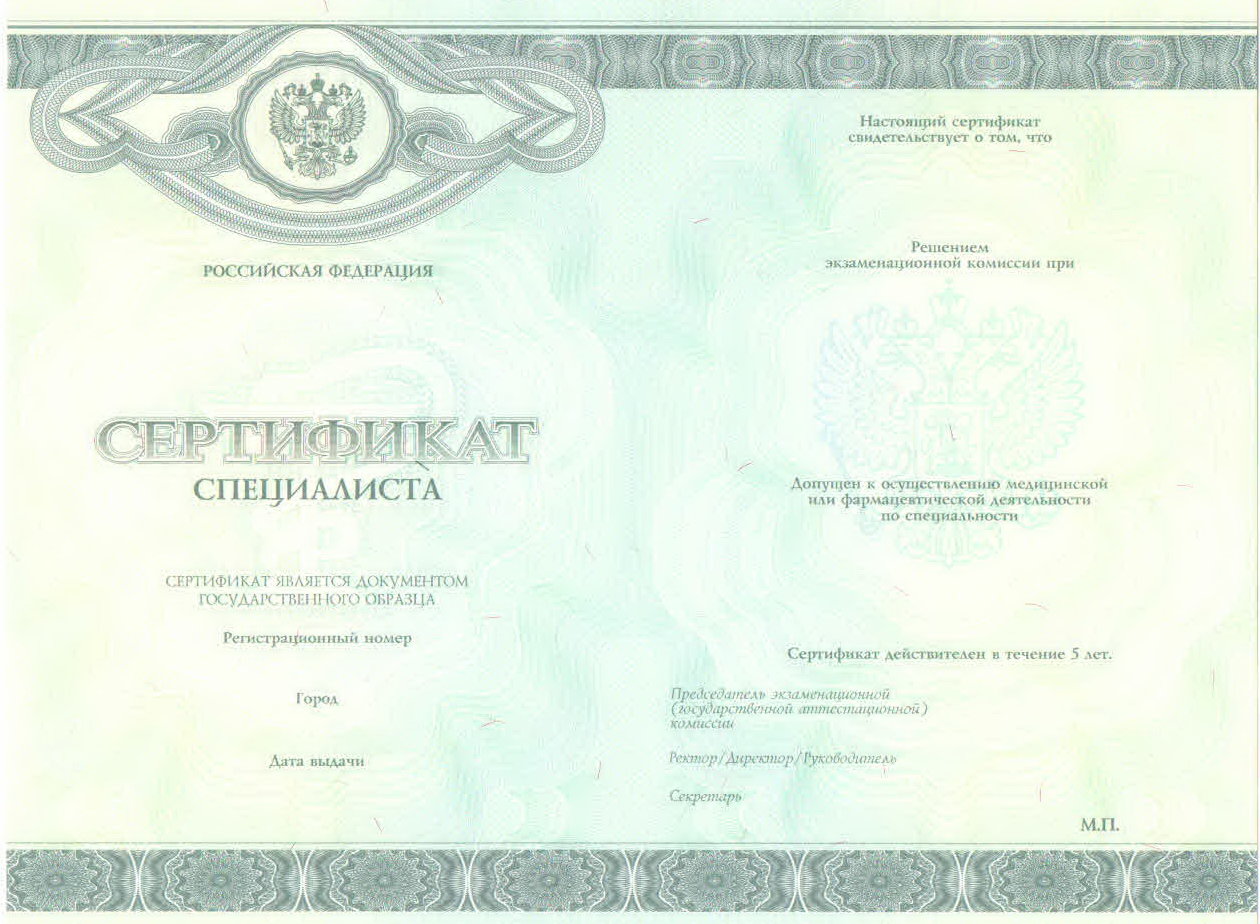 РОССИЙСКАЯ ФЕДЕРАЦИЯ
СЕРТИФИКАТ
СПЕЦИАЛИСТА
СЕРТИФИКАТ ЯВЛЯЕТСЯ ДОКУМЕНТОМ
ГОСУДАРСТВЕННОГО ОБРАЗЦА
Регистрационный номер
Город
Дата выдачи
Настоящий сертификат
свидетельствует о том, что
Решением
экзаменационной комиссии при
Допущен к осуществлению медицинской
или фармацевтической деятельности
по специальности
Сертификат действителен в течение 5 лет.
Председатель экзаменационной
(государственной аттестационной)
комиссии
Ректор/Директор/Руководитель
Секретарь
М.П.